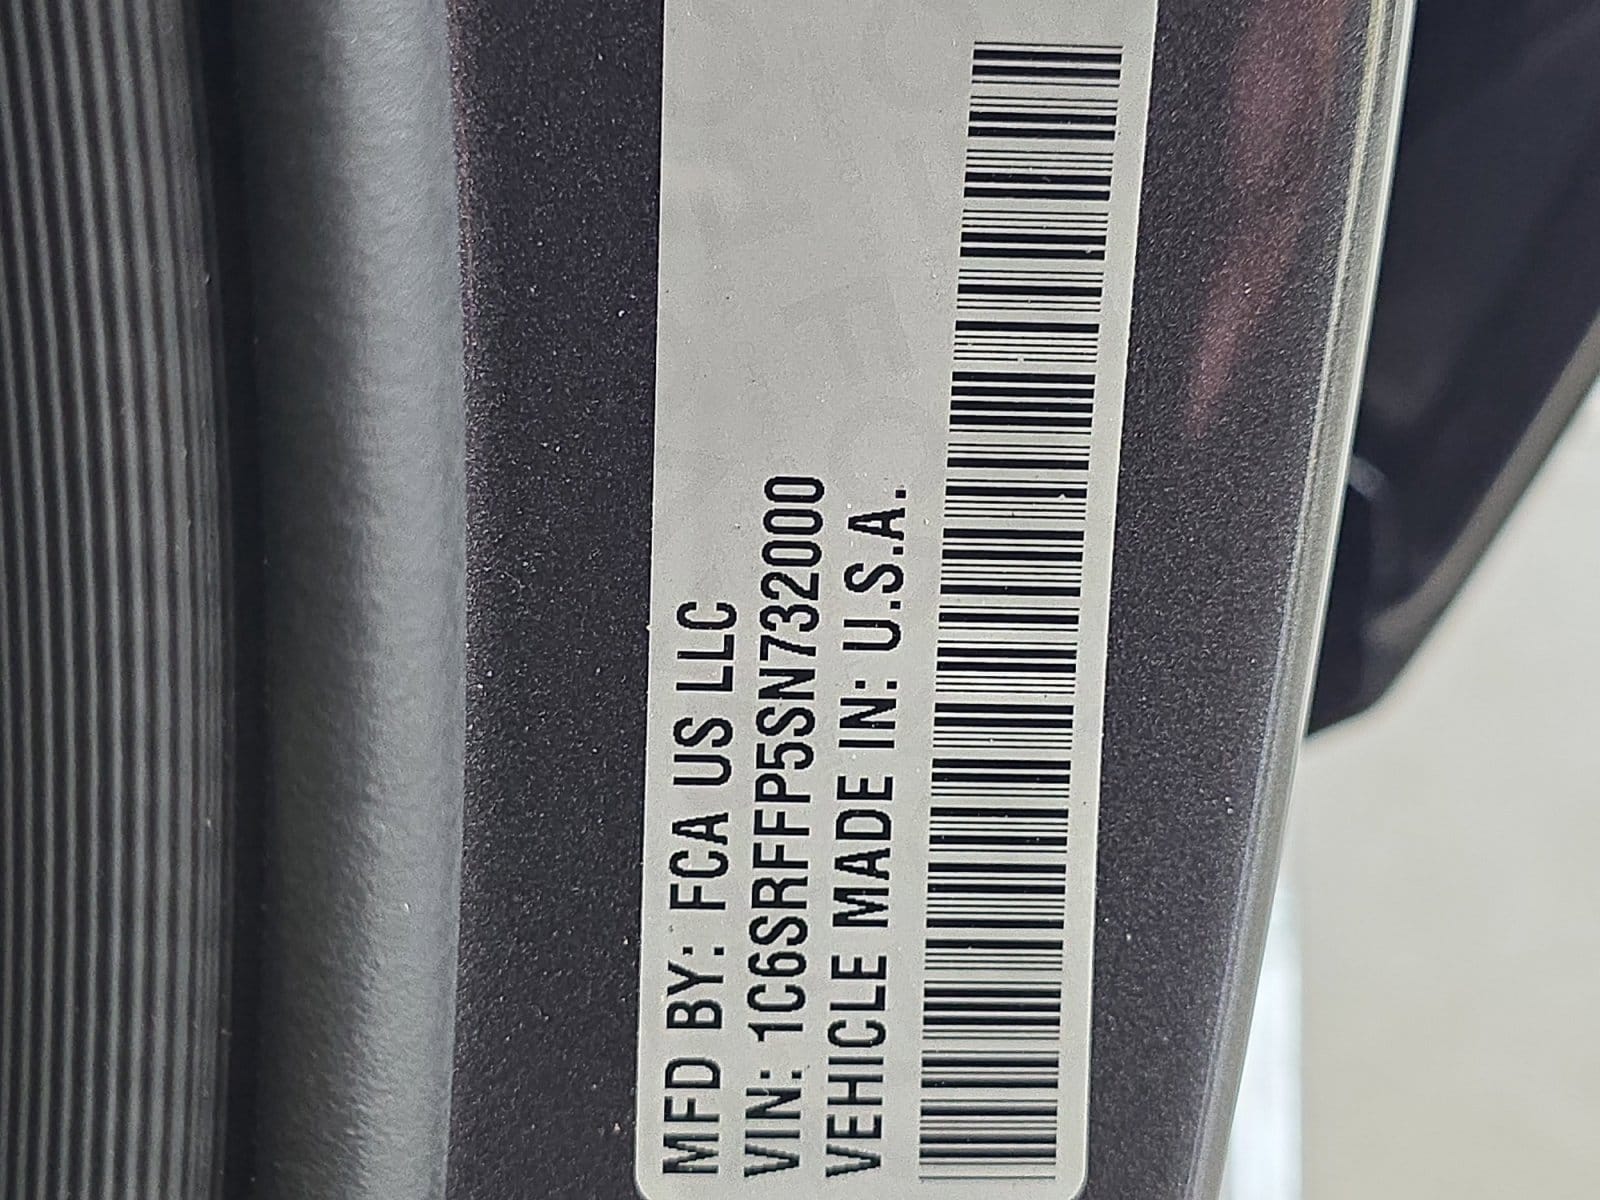 MFD BY: FCA US LLC
VIN: 1C6SRFFP5SN732000
VEHICLE MADE IN: U.S.A.